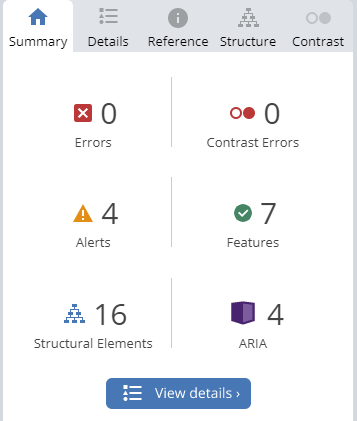 Summary Details Reference Structure Contrast
0 0
Errors Contrast Errors
4 7
Alerts Features
16 4
Structural Elements ARIA
View details ›